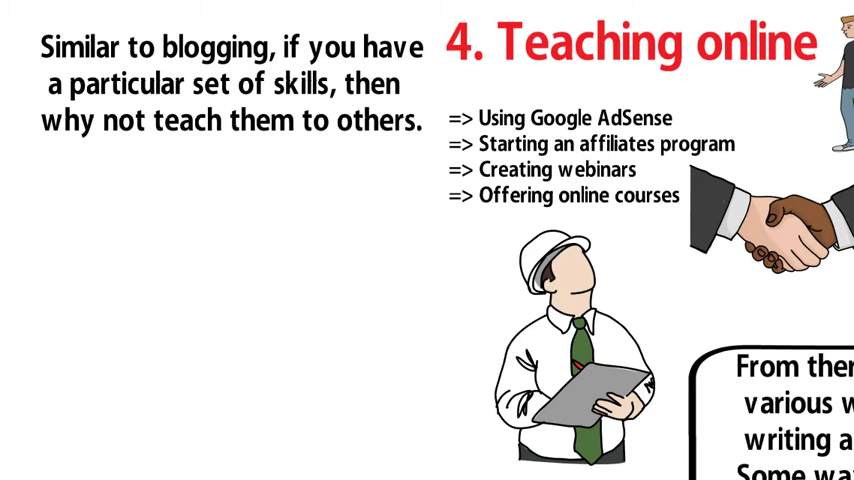 Similar to blogging, if you have
a particular set of skills, then
why not teach them to others.
4. Teaching online
=> Using Google AdSense
=> Starting an affiliates program
=> Creating webinars
=> Offering online courses
From
various
writing
Some